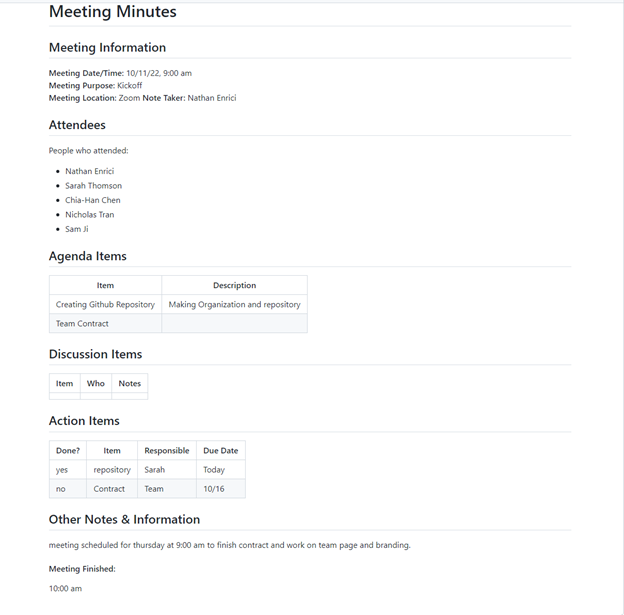 Meeting Minutes
Meeting Information
Meeting Date/Time: 10/11/22, 9:00 am
Meeting Purpose: Kickoff
Meeting Location: Zoom Note Taker: Nathan Enrici
Attendees
People who attended:
Nathan Enrici
Sarah Thomson
Chia-Han Chen
Nicholas Tran
Sam Ji
Agenda Items
Item Description
Creating Github Repository Making Organization and repository
Team Contract
Discussion Items
Item Who Notes
Action Items
Done? Item Responsible Due Date
yes repository Sarah Today
no Contract Team 10/16
Other Notes & Information
meeting scheduled for thursday at 9:00 am to finish contract and work on team page and branding.
Meeting Finished:
10:00 am